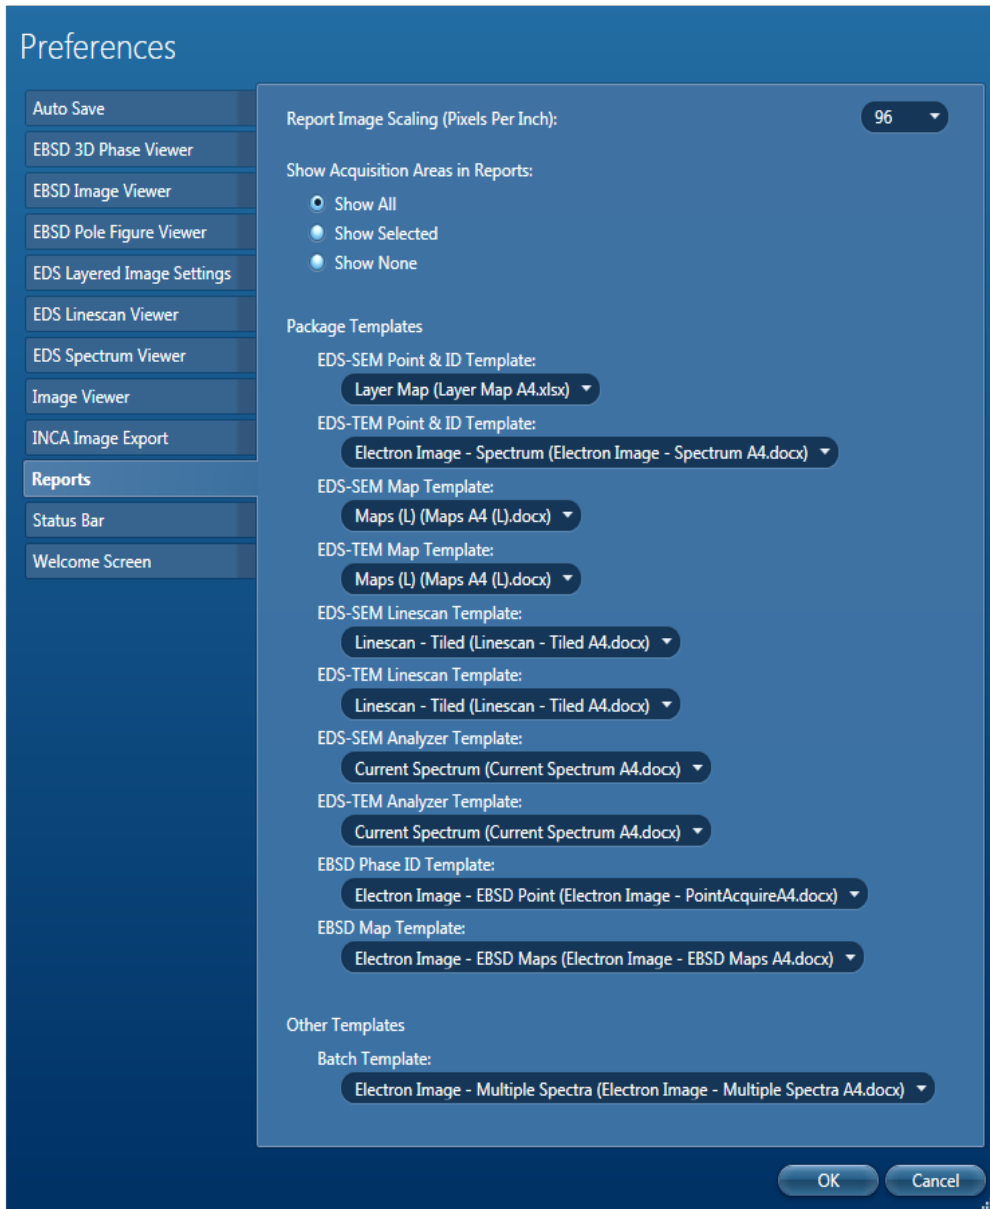 Preferences
Auto Save
EBSD 3D Phase Viewer
EBSD Image Viewer
EBSD Pole Figure Viewer
EDS Layered Image Settings
EDS Linescan Viewer
EDS Spectrum Viewer
Image Viewer
INCA Image Export
Reports
Status Bar
Welcome Screen
Report Image Scaling (Pixels Per Inch):
96
Show Acquisition Areas in Reports:
Show All
Show Selected
Show None
Package Templates
EDS-SEM Point & ID Template:
Layer Map (Layer Map A4.xlsx)
EDS-TEM Point & ID Template:
Electron Image - Spectrum (Electron Image - Spectrum A4.docx)
EDS-SEM Map Template:
Maps (L) (Maps A4 (L).docx)
EDS-TEM Map Template:
Maps (L) (Maps A4 (L).docx)
EDS-SEM Linescan Template:
Linescan - Tiled (Linescan - Tiled A4.docx)
EDS-TEM Linescan Template:
Linescan - Tiled (Linescan - Tiled A4.docx)
EDS-SEM Analyzer Template:
Current Spectrum (Current Spectrum A4.docx)
EDS-TEM Analyzer Template:
Current Spectrum (Current Spectrum A4.docx)
EBSD Phase ID Template:
Electron Image - EBSD Point (Electron Image - PointAcquireA4.docx)
EBSD Map Template:
Electron Image - EBSD Maps (Electron Image - EBSD Maps A4.docx)
Other Templates
Batch Template:
Electron Image - Multiple Spectra (Electron Image - Multiple Spectra A4.docx)
OK
Cancel